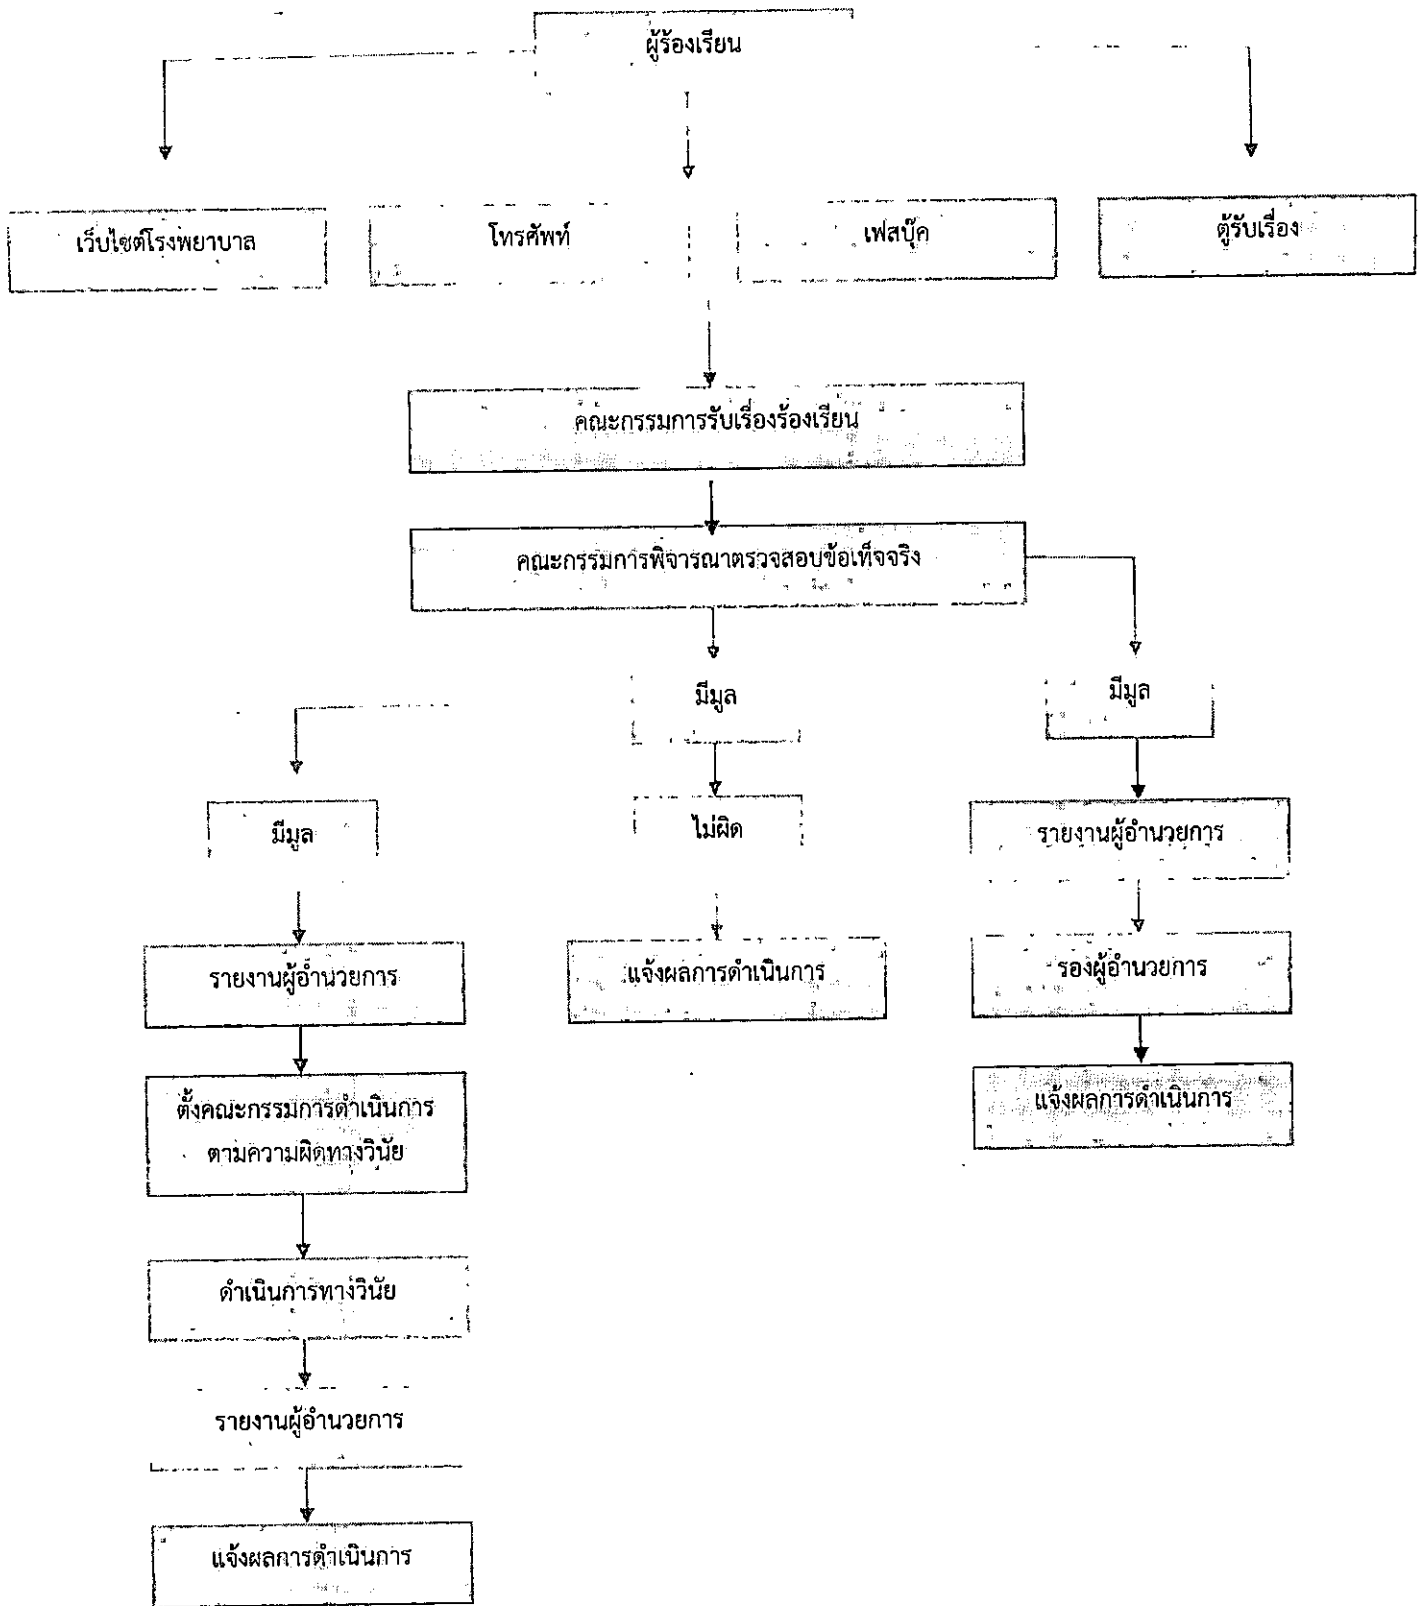 ผู้ร้องเรียน
เว็บไซต์โรงพยาบาล
โทรศัพท์
เฟสบุ๊ค
ตู้รับเรื่อง
คณะกรรมการรับเรื่องร้องเรียน
คณะกรรมการพิจารณาตรวจสอบข้อเท็จจริง
มีมูล
มีมูล
มีมูล
ไม่ผิด
รายงานผู้อำนวยการ
รายงานผู้อำนวยการ
แจ้งผลการดำเนินการ
รองผู้อำนวยการ
ตั้งคณะกรรมการดำเนินการ
ตามความผิดทางวินัย
แจ้งผลการดำเนินการ
ดำเนินการทางวินัย
รายงานผู้อำนวยการ
แจ้งผลการดำเนินการ